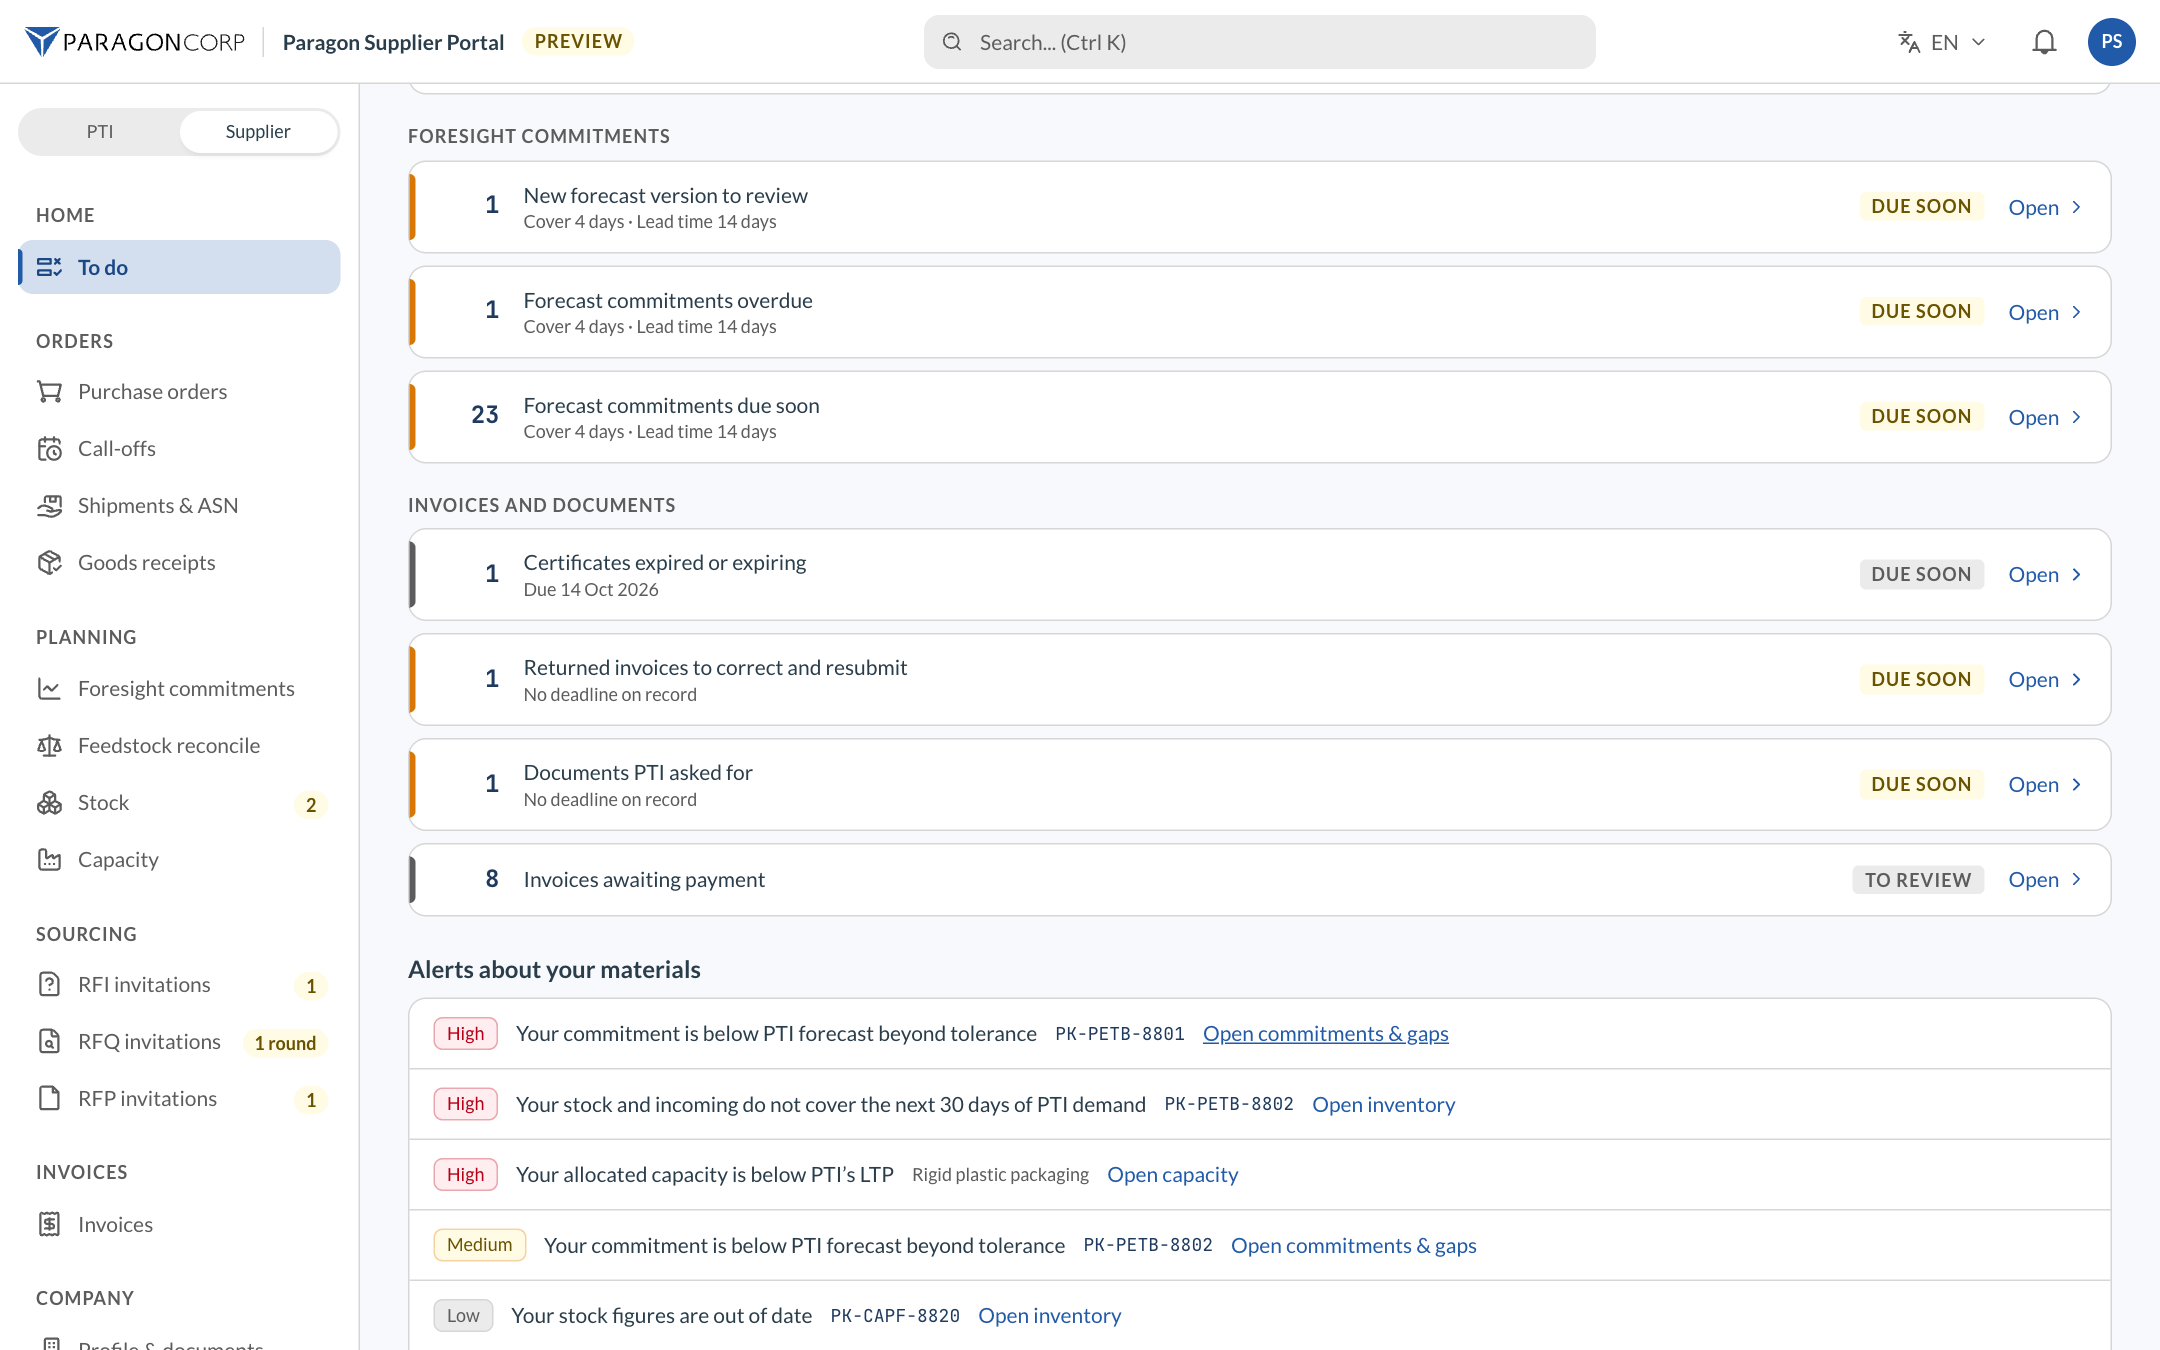 PARAGONCORP
Paragon Supplier Portal
PREVIEW
Search... (Ctrl K)
EN
PS
PTI
Supplier
HOME
To do
ORDERS
Purchase orders
Call-offs
Shipments & ASN
Goods receipts
PLANNING
Foresight commitments
Feedstock reconcile
Stock 2
Capacity
SOURCING
RFI invitations 1
RFQ invitations 1 round
RFP invitations 1
INVOICES
Invoices
COMPANY
Profile & documents
FORESIGHT COMMITMENTS
1 New forecast version to review DUE SOON Open
Cover 4 days · Lead time 14 days
1 Forecast commitments overdue DUE SOON Open
Cover 4 days · Lead time 14 days
23 Forecast commitments due soon DUE SOON Open
Cover 4 days · Lead time 14 days
INVOICES AND DOCUMENTS
1 Certificates expired or expiring DUE SOON Open
Due 14 Oct 2026
1 Returned invoices to correct and resubmit DUE SOON Open
No deadline on record
1 Documents PTI asked for DUE SOON Open
No deadline on record
8 Invoices awaiting payment TO REVIEW Open
Alerts about your materials
High Your commitment is below PTI forecast beyond tolerance PK-PETB-8801 Open commitments & gaps
High Your stock and incoming do not cover the next 30 days of PTI demand PK-PETB-8802 Open inventory
High Your allocated capacity is below PTI’s LTP Rigid plastic packaging Open capacity
Medium Your commitment is below PTI forecast beyond tolerance PK-PETB-8802 Open commitments & gaps
Low Your stock figures are out of date PK-CAPF-8820 Open inventory